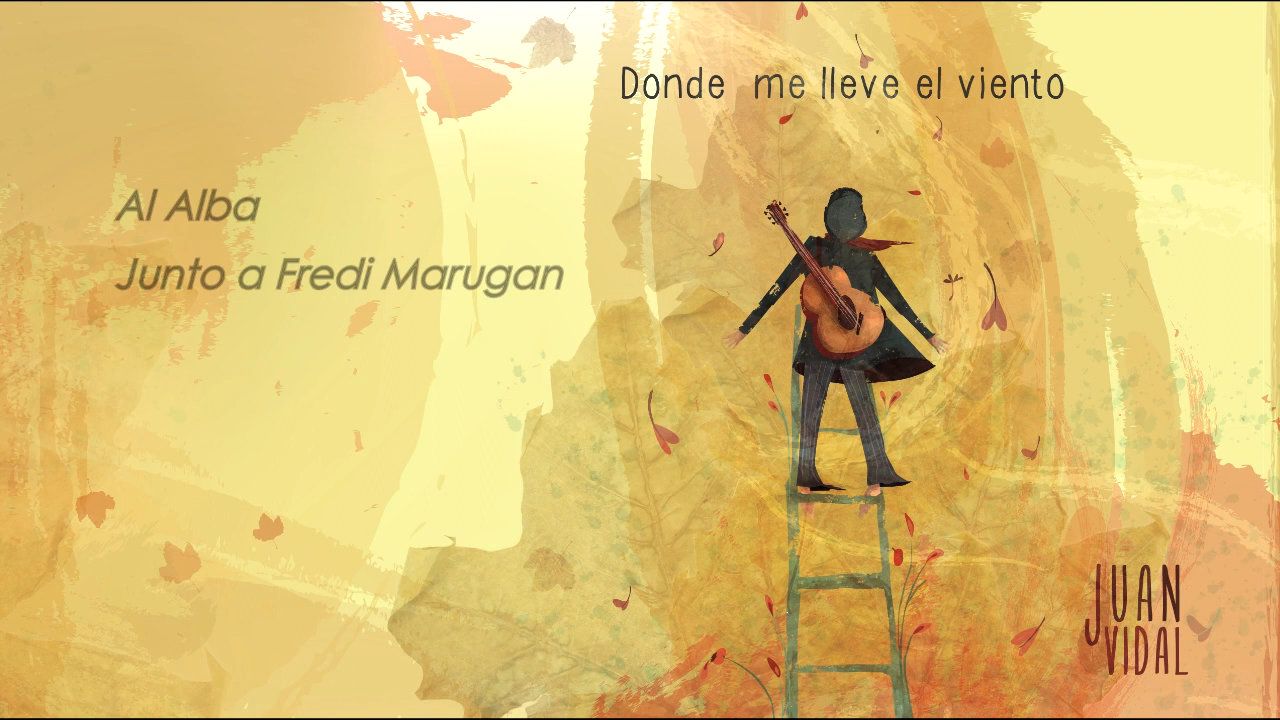 Donde me lleve el viento
Al Alba
Junto a Fredi Marugan
JUAN
VIDAL